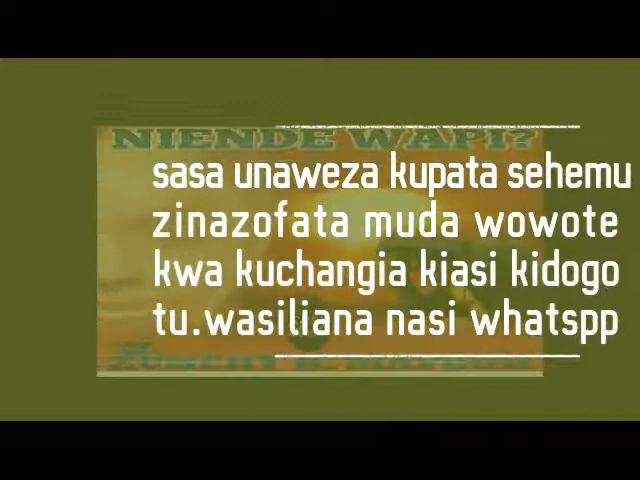 NIENDE WAPI?
sasa unaweza kupata sehemu
zinazofata muda wowote
kwa kuchangia kiasi kidogo
tu.wasiliana nasi whatspp